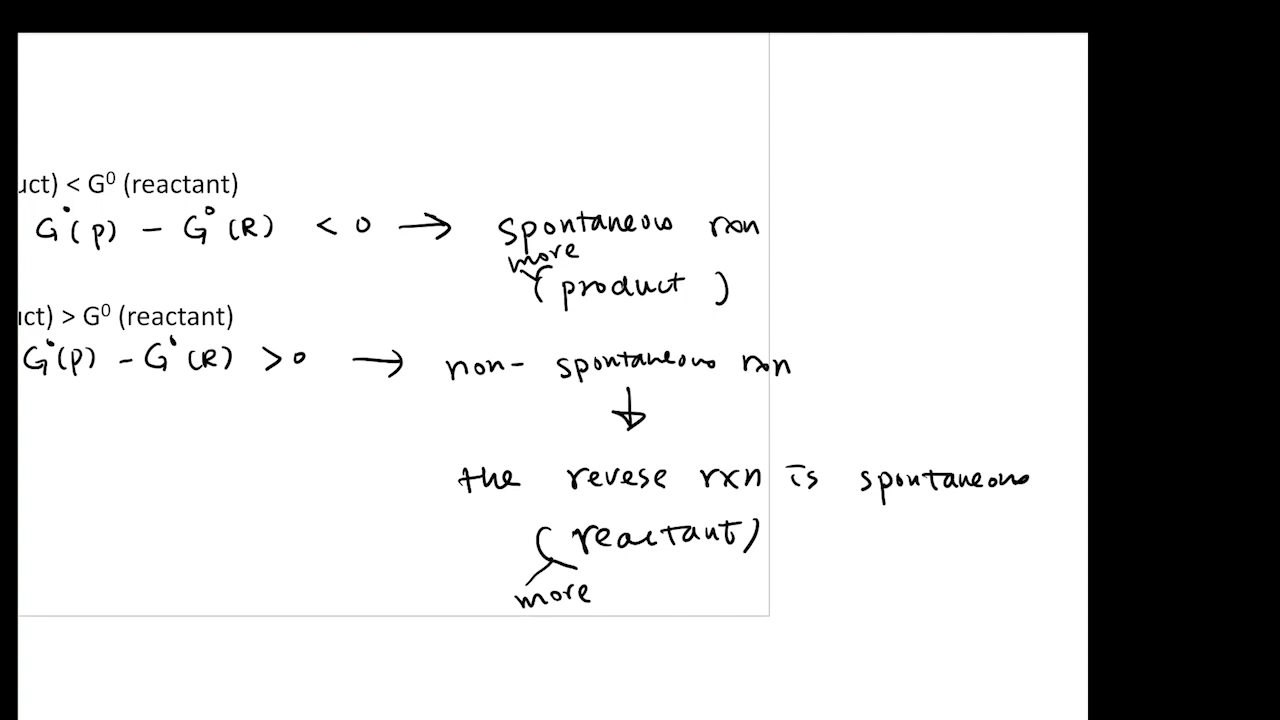 uct) < G⁰ (reactant)
G°(P) - G°(R) < 0 → spontaneous rxn
more
(product)
uct) > G⁰ (reactant)
G°(P) - G°(R) > 0 → non-spontaneous rxn
↓
the revese rxn is spontaneous
(reactant)
more